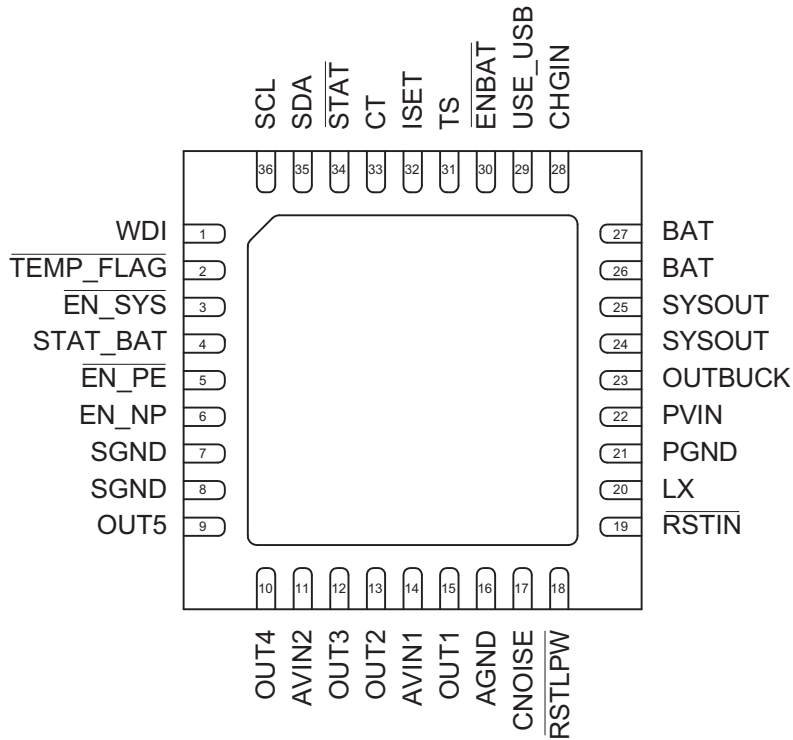 SCL
SDA
STAT
CT
ISET
TS
ENBAT
USE_USB
CHGIN
36
35
34
33
32
31
30
29
28
WDI 1
TEMP_FLAG 2
EN_SYS 3
STAT_BAT 4
EN_PE 5
EN_NP 6
SGND 7
SGND 8
OUT5 9
27 BAT
26 BAT
25 SYSOUT
24 SYSOUT
23 OUTBUCK
22 PVIN
21 PGND
20 LX
19 RSTIN
10
11
12
13
14
15
16
17
18
OUT4
AVIN2
OUT3
OUT2
AVIN1
OUT1
AGND
CNOISE
RSTLPW